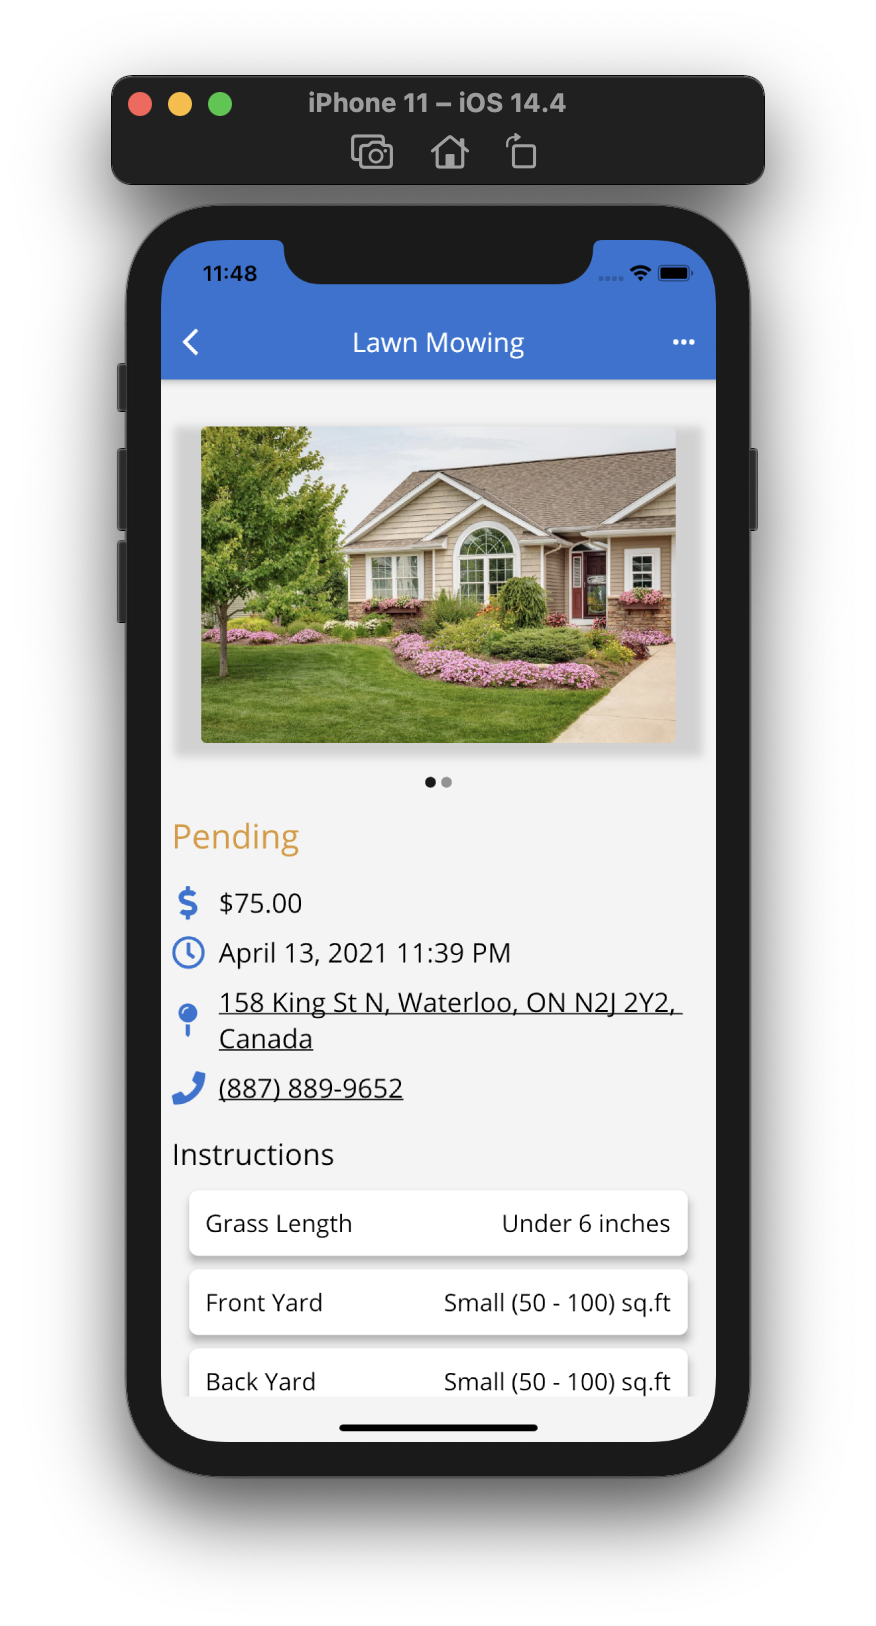 iPhone 11 – iOS 14.4
11:48
Lawn Mowing
Pending
$75.00
April 13, 2021 11:39 PM
158 King St N, Waterloo, ON N2J 2Y2,
Canada
(887) 889-9652
Instructions
Grass Length Under 6 inches
Front Yard Small (50 - 100) sq.ft
Back Yard Small (50 - 100) sq.ft